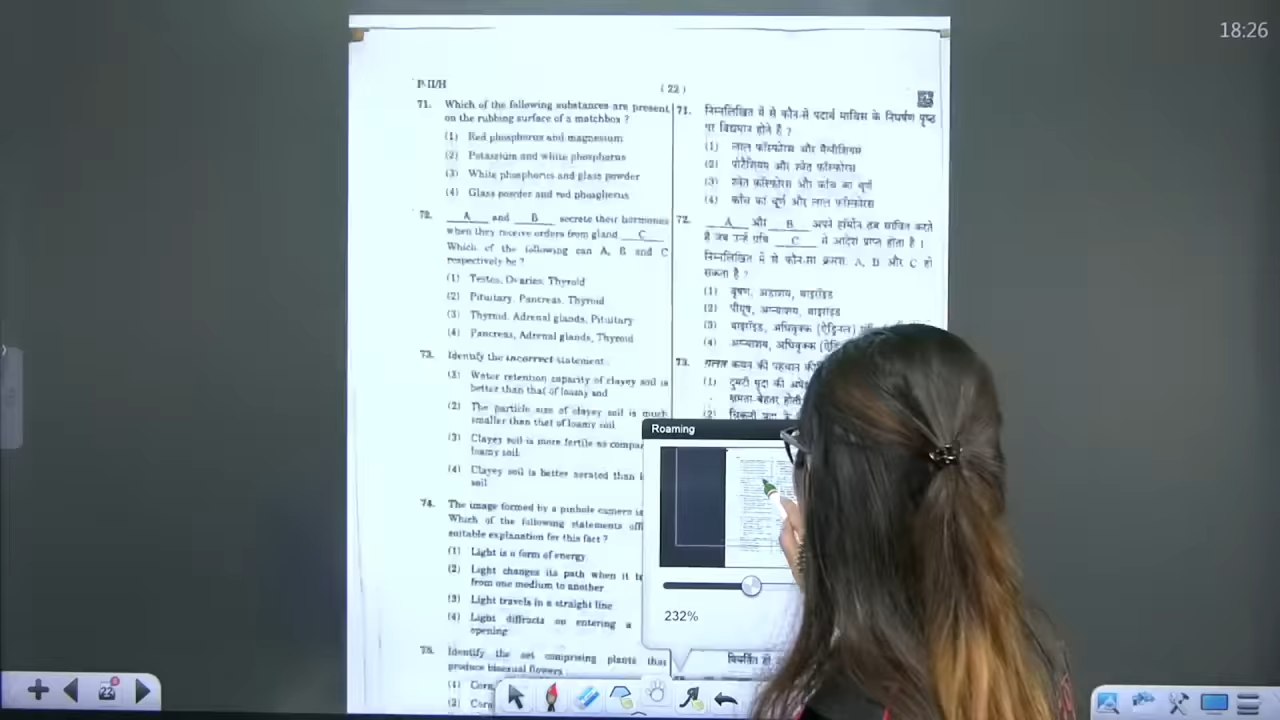 18:26
P-II/H
( 22 )
71. Which of the following substances are present
on the rubbing surface of a matchbox ?
(1) Red phosphorus and magnesium
(2) Potassium and white phosphorus
(3) White phosphorus and glass powder
(4) Glass powder and red phosphorus
72. A and B secrete their hormones
when they receive orders from gland C
Which of the following can A, B and C
respectively be ?
(1) Testes, Ovaries, Thyroid
(2) Pituitary, Pancreas, Thyroid
(3) Thyroid, Adrenal glands, Pituitary
(4) Pancreas, Adrenal glands, Thyroid
73. Identify the incorrect statement
Water retention capacity of clayey soil is
better than that of loamy soil
(2) The particle size of clayey soil is much
smaller than that of loamy soil
(3) Clayey soil is more fertile as
loamy soil
(4) Clayey soil is better aerated than
soil
74. The image formed by a pinhole camera is
Which of the following statements
suitable explanation for this fact ?
(1) Light is a form of energy
(2) Light changes its path when it
from one medium to another
(3) Light travels in a straight line
(4) Light diffracts on entering a
opening
75. Identify the set comprising plants that
produce bisexual flowers
(1)
(2)
71. निम्नलिखित में से कौन-से पदार्थ माचिस के निघर्षण पृष्ठ
पर विद्यमान होते हैं ?
(1) लाल फॉस्फोरस और मैग्नीशियम
(2) पोटैशियम और श्वेत फॉस्फोरस
(3) श्वेत फॉस्फोरस और काँच का चूर्ण
(4) काँच का चूर्ण और लाल फॉस्फोरस
72. A और B अपने हॉर्मोन तब स्रावित करते
हैं जब उन्हें ग्रंथि C से आदेश प्राप्त होता है ।
निम्नलिखित में से कौन-सा क्रमशः A, B और C हो
सकता है ?
(1) वृषण, अंडाशय, थाइरॉइड
(2) पीयूष, अग्न्याशय, थाइरॉइड
(3) थाइरॉइड, अधिवृक्क (ऐड्रिनल)
(4) अग्न्याशय, अधिवृक्क
73. गलत कथन की पहचान
(1) दुमटी मृदा की
क्षमता बेहतर होती
(2) चिकनी
Roaming
232%
22